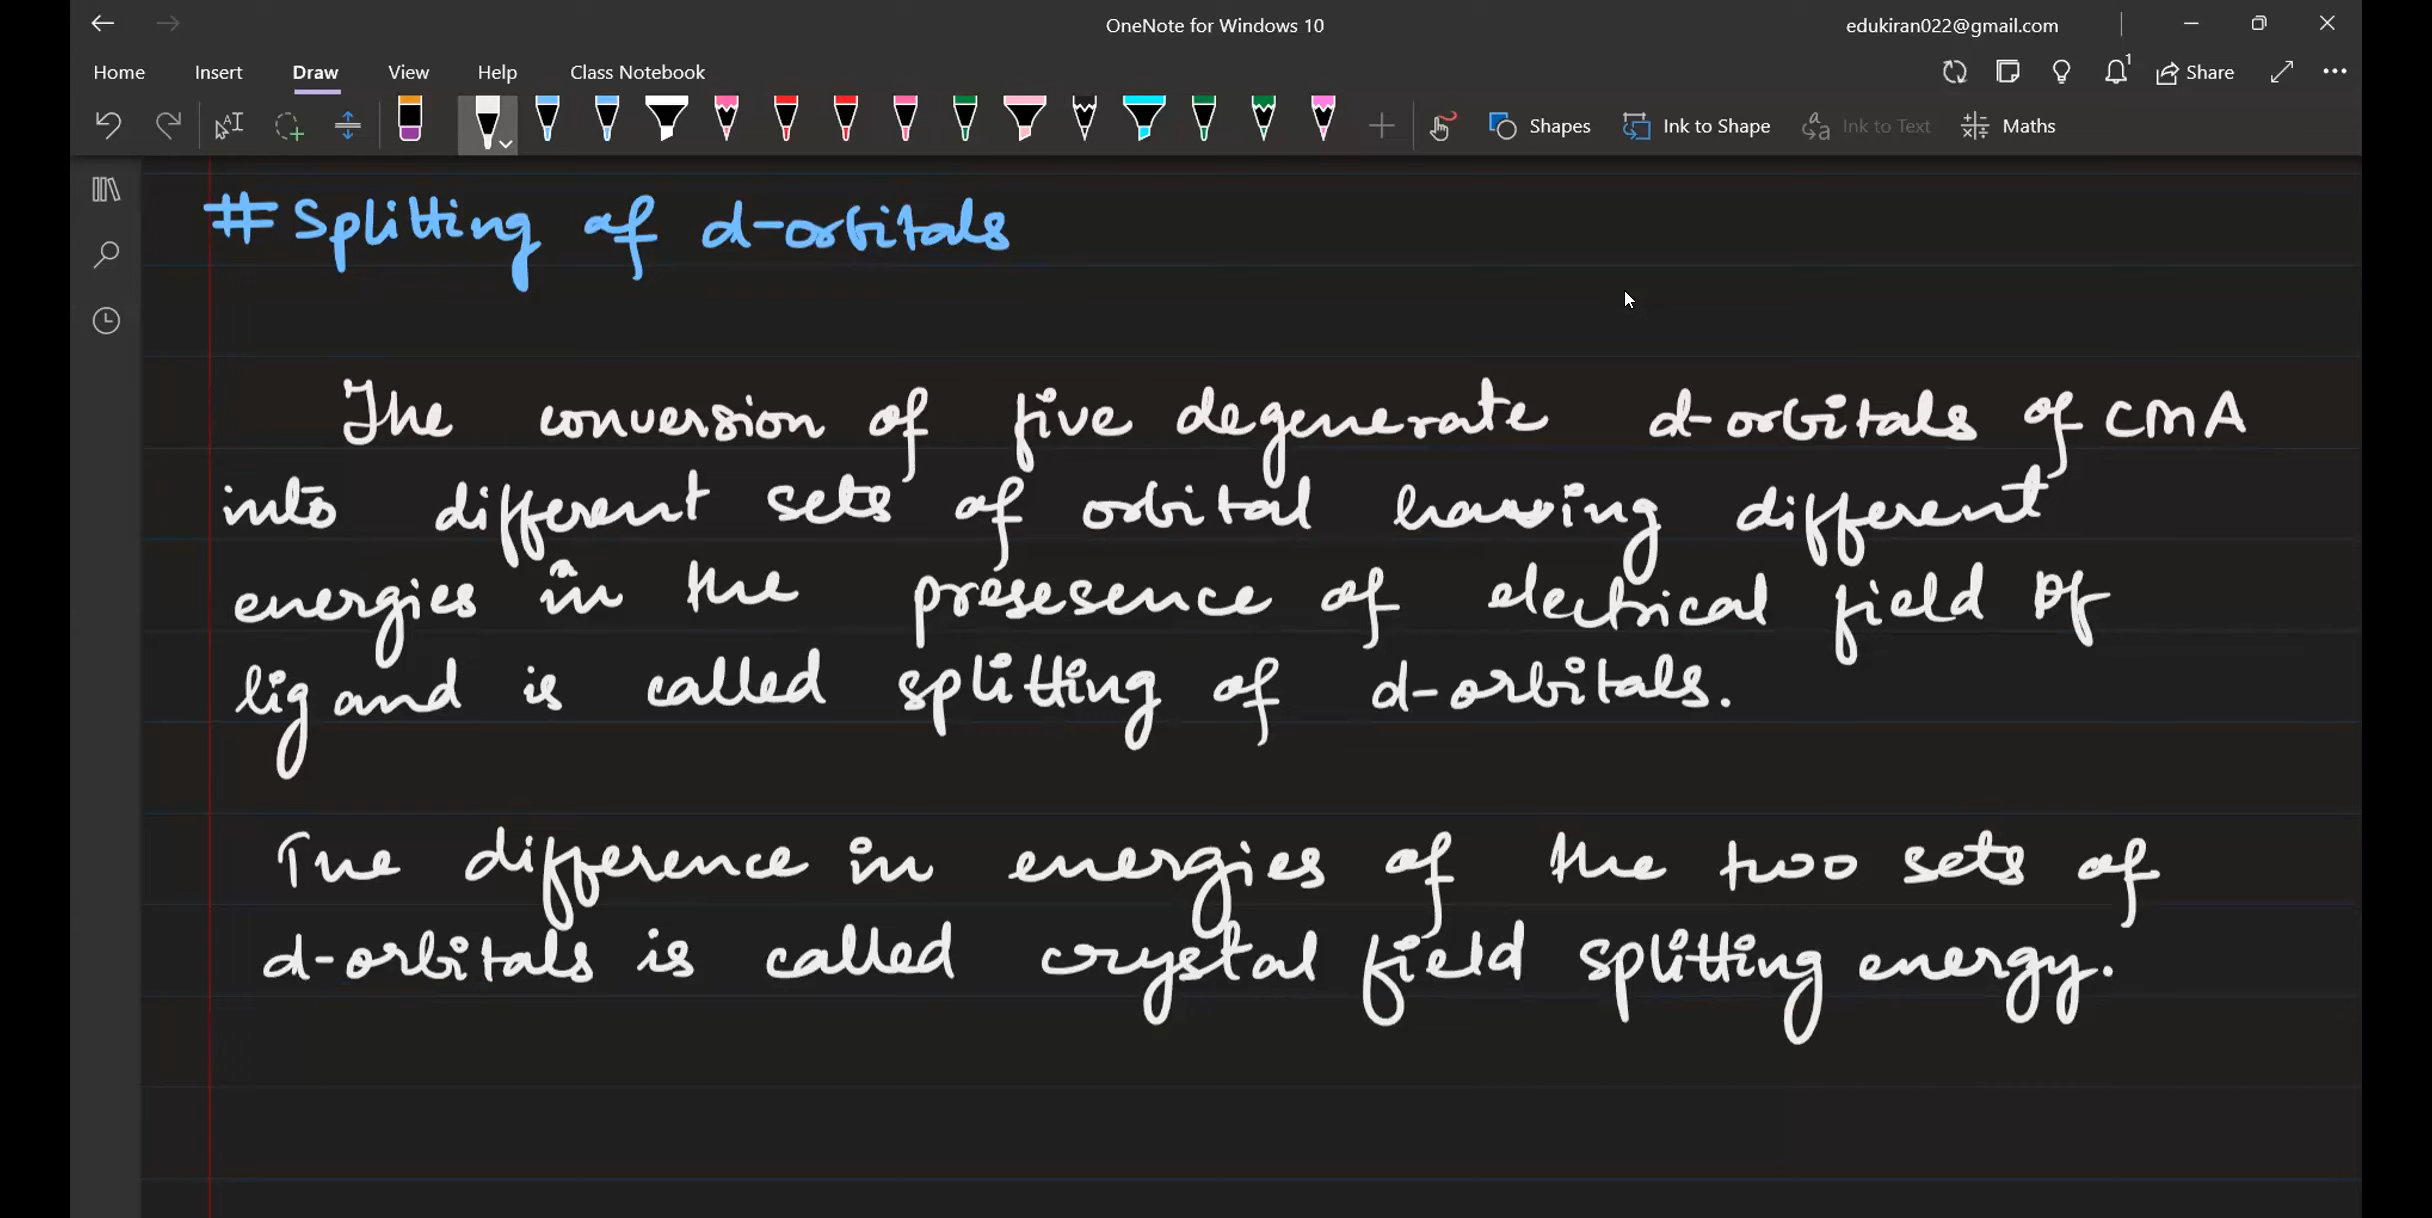 OneNote for Windows 10
edukiran022@gmail.com
Home Insert Draw View Help Class Notebook
1 Share
Shapes Ink to Shape Ink to Text Maths
# Splitting of d-orbitals
The conversion of five degenerate d-orbitals of CMA
into different sets of orbital having different
energies in the presesence of electrical field of
ligand is called splitting of d-orbitals.
The difference in energies of the two sets of
d-orbitals is called crystal field splitting energy.